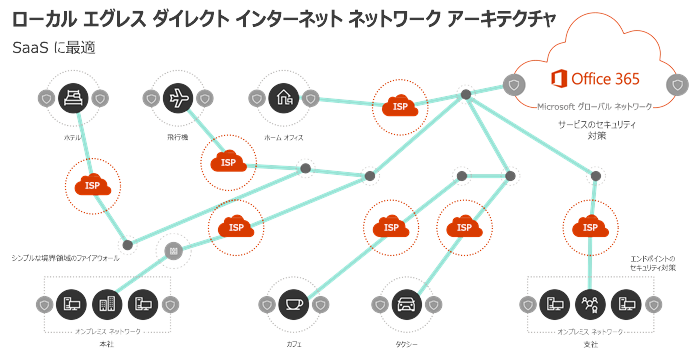 ローカル エグレス ダイレクト インターネット ネットワーク アーキテクチャ
SaaS に最適
Office 365
Microsoft グローバル ネットワーク
サービスのセキュリティ
対策
ISP
ホテル
飛行機
ホーム オフィス
ISP
ISP
ISP
ISP
ISP
ISP
シンプルな境界領域のファイアウォール
エンドポイントの
セキュリティ対策
オンプレミス ネットワーク
本社
カフェ
タクシー
オンプレミス ネットワーク
支社